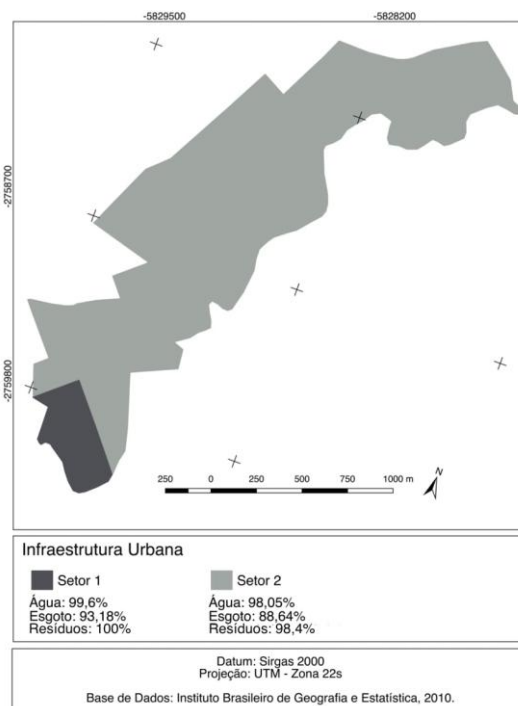 -5829500 -5828200
-2758700
-2759800
250 0 250 500 750 1000 m
N
Infraestrutura Urbana
Setor 1 Setor 2
Água: 99,6% Água: 98,05%
Esgoto: 93,18% Esgoto: 88,64%
Resíduos: 100% Resíduos: 98,4%
Datum: Sirgas 2000
Projeção: UTM - Zona 22s
Base de Dados: Instituto Brasileiro de Geografia e Estatística, 2010.